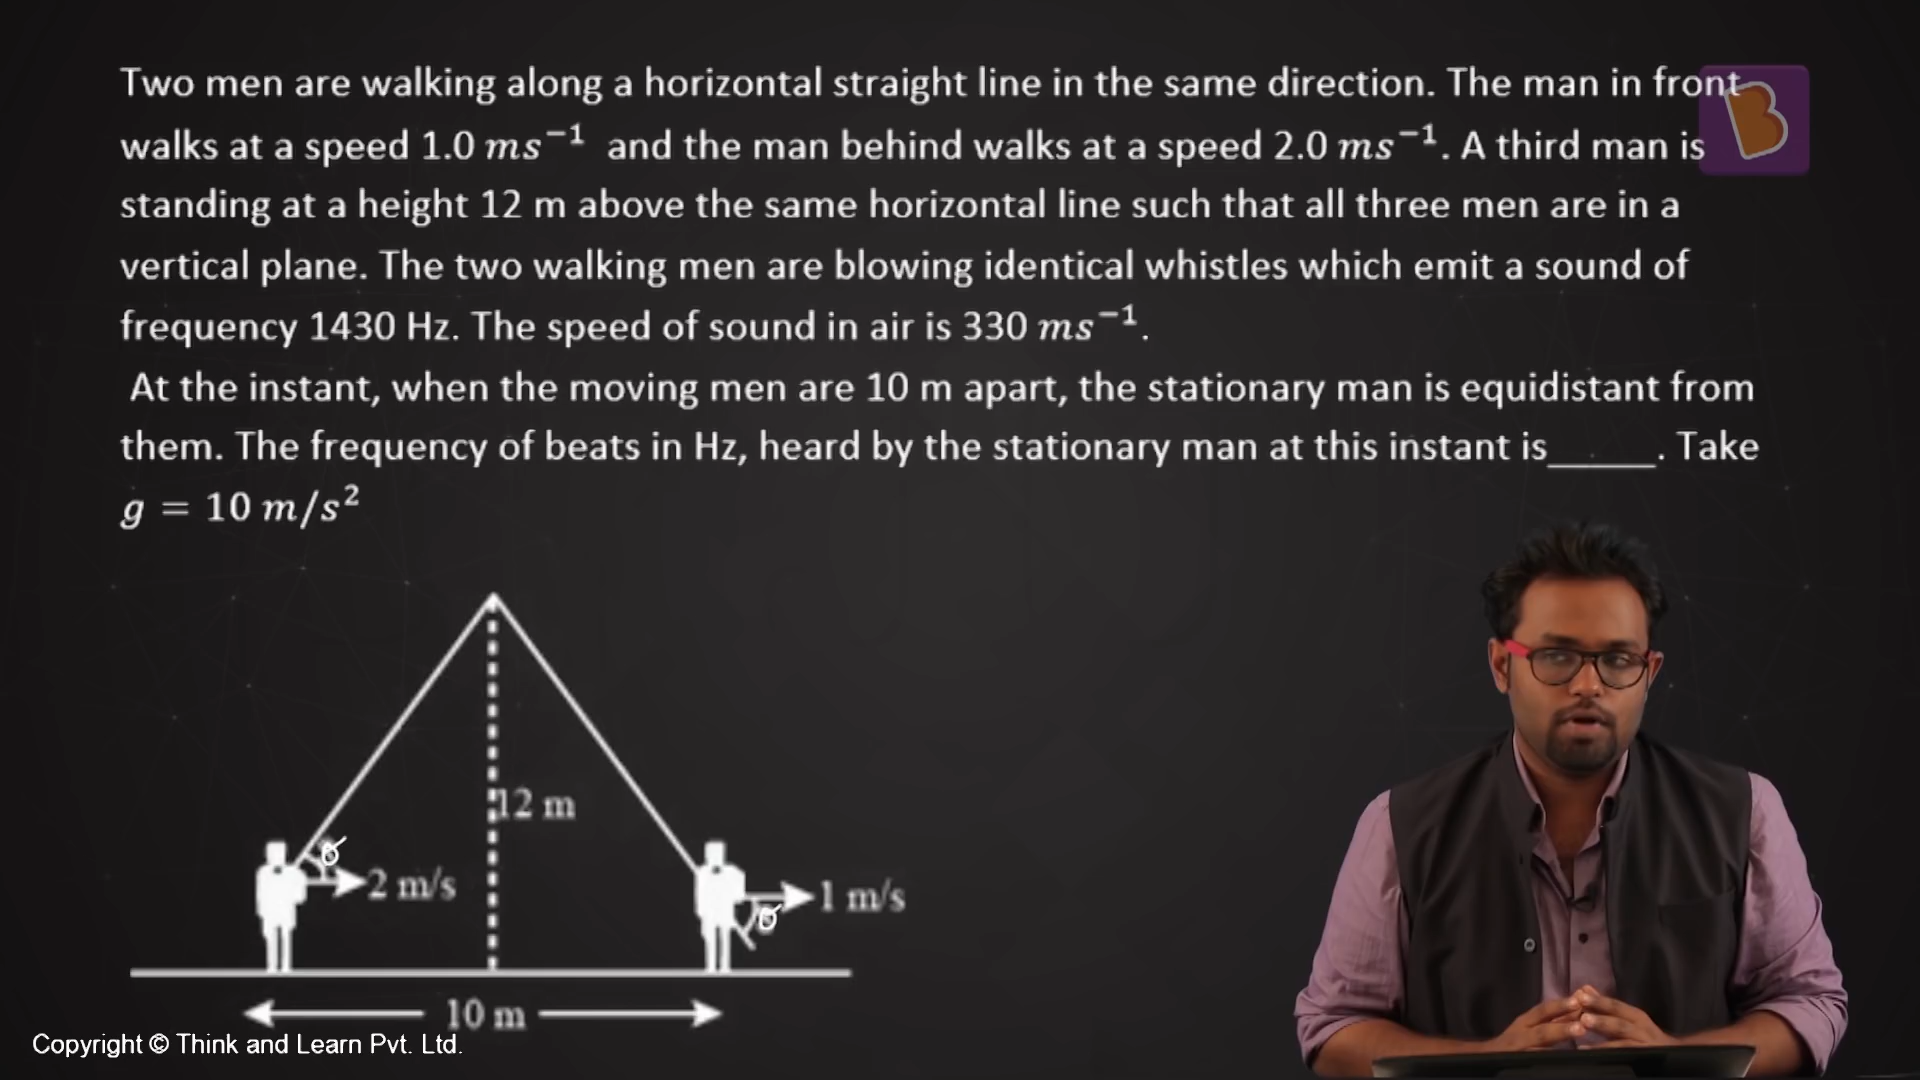 Two men are walking along a horizontal straight line in the same direction. The man in front
walks at a speed 1.0 ms⁻¹ and the man behind walks at a speed 2.0 ms⁻¹. A third man is
standing at a height 12 m above the same horizontal line such that all three men are in a
vertical plane. The two walking men are blowing identical whistles which emit a sound of
frequency 1430 Hz. The speed of sound in air is 330 ms⁻¹.
At the instant, when the moving men are 10 m apart, the stationary man is equidistant from
them. The frequency of beats in Hz, heard by the stationary man at this instant is_____. Take
g = 10 m/s²
12 m
θ
2 m/s
1 m/s
θ
10 m
Copyright © Think and Learn Pvt. Ltd.
B